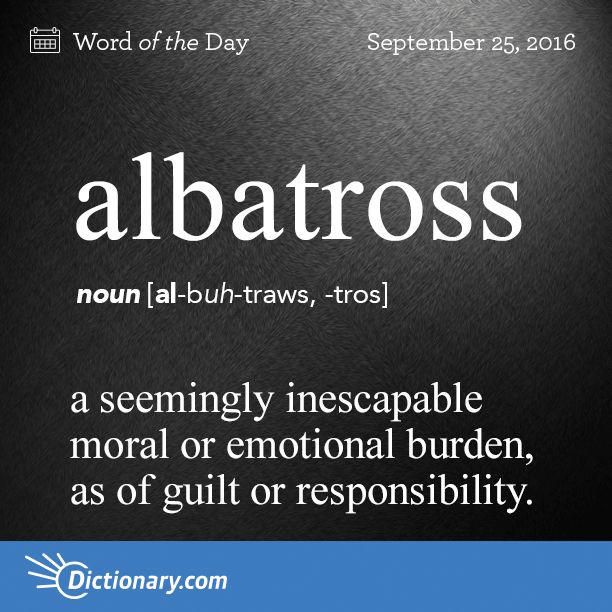 Word of the Day
September 25, 2016
albatross
noun [al-buh-traws, -tros]
a seemingly inescapable
moral or emotional burden,
as of guilt or responsibility.
Dictionary.com